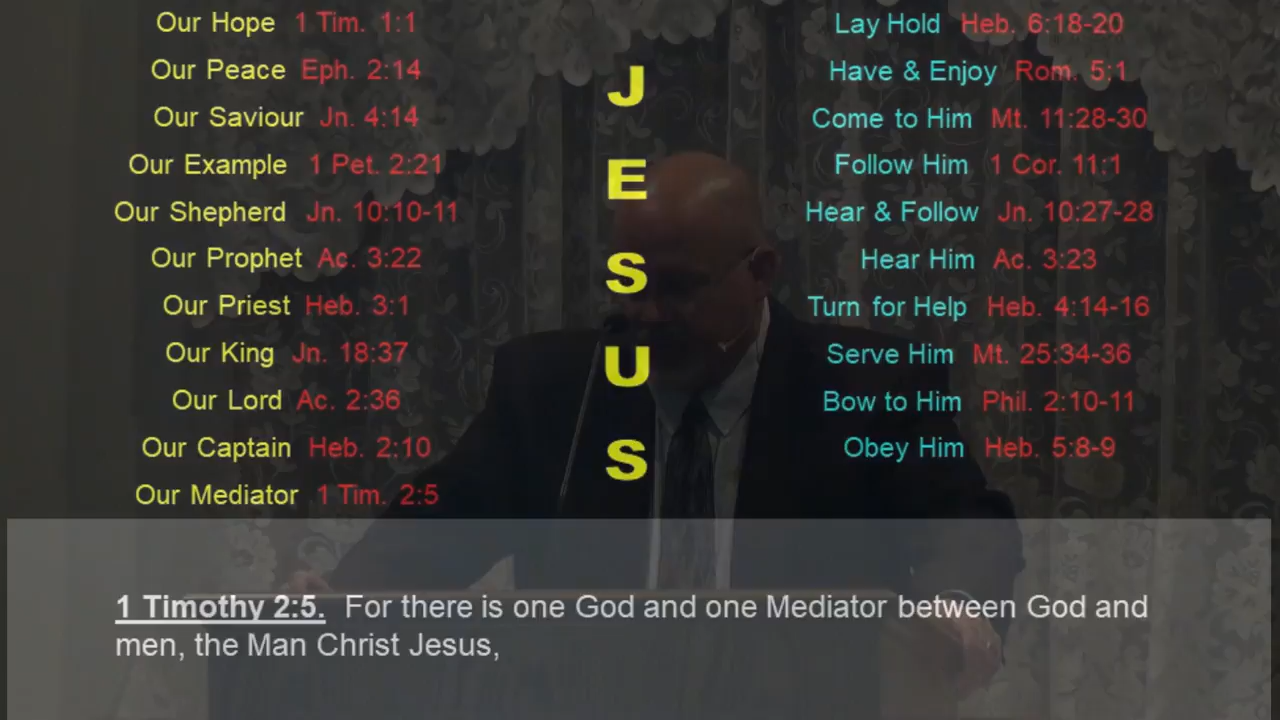 Our Hope 1 Tim. 1:1
Our Peace Eph. 2:14
Our Saviour Jn. 4:14
Our Example 1 Pet. 2:21
Our Shepherd Jn. 10:10-11
Our Prophet Ac. 3:22
Our Priest Heb. 3:1
Our King Jn. 18:37
Our Lord Ac. 2:36
Our Captain Heb. 2:10
Our Mediator 1 Tim. 2:5
J
E
S
U
S
Lay Hold Heb. 6:18-20
Have & Enjoy Rom. 5:1
Come to Him Mt. 11:28-30
Follow Him 1 Cor. 11:1
Hear & Follow Jn. 10:27-28
Hear Him Ac. 3:23
Turn for Help Heb. 4:14-16
Serve Him Mt. 25:34-36
Bow to Him Phil. 2:10-11
Obey Him Heb. 5:8-9
1 Timothy 2:5. For there is one God and one Mediator between God and
men, the Man Christ Jesus,